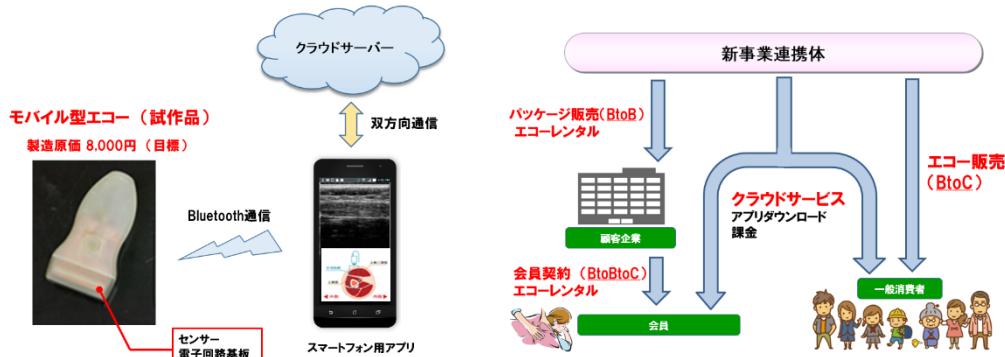 クラウドサーバー
モバイル型エコー（試作品）
製造原価 8,000円（目標）
双方向通信
Bluetooth通信
センサー
電子回路基板
スマートフォン用アプリ
新事業連携体
パッケージ販売（BtoB）
エコーレンタル
顧客企業
会員契約（BtoBtoC）
エコーレンタル
会員
クラウドサービス
アプリダウンロード
課金
エコー販売
（BtoC）
一般消費者